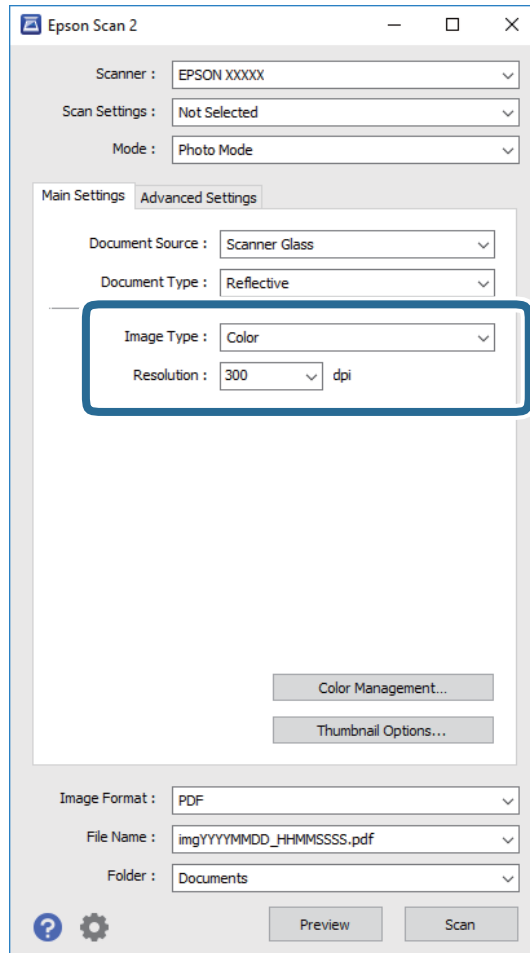 Epson Scan 2
Scanner : EPSON XXXXX
Scan Settings : Not Selected
Mode : Photo Mode
Main Settings Advanced Settings
Document Source : Scanner Glass
Document Type : Reflective
Image Type : Color
Resolution : 300 dpi
Color Management...
Thumbnail Options...
Image Format : PDF
File Name : imgYYYYMMDD_HHMMSSSS.pdf
Folder : Documents
? Preview Scan